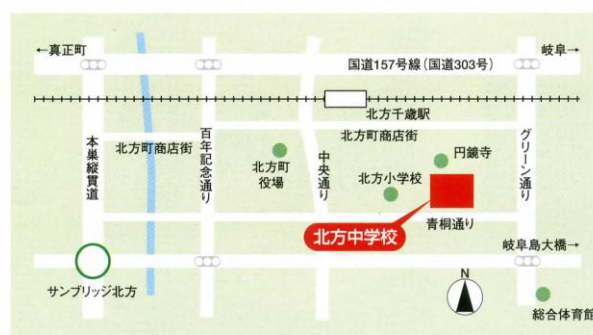 ←真正町
岐阜→
国道157号線(国道303号)
北方千歳駅
北方町商店街
北方町商店街
本巣縦貫道
百年記念通り
中央通り
グリーン通り
北方町
役場
円鏡寺
北方小学校
青桐通り
北方中学校
岐阜島大橋→
サンブリッジ北方
N
総合体育館